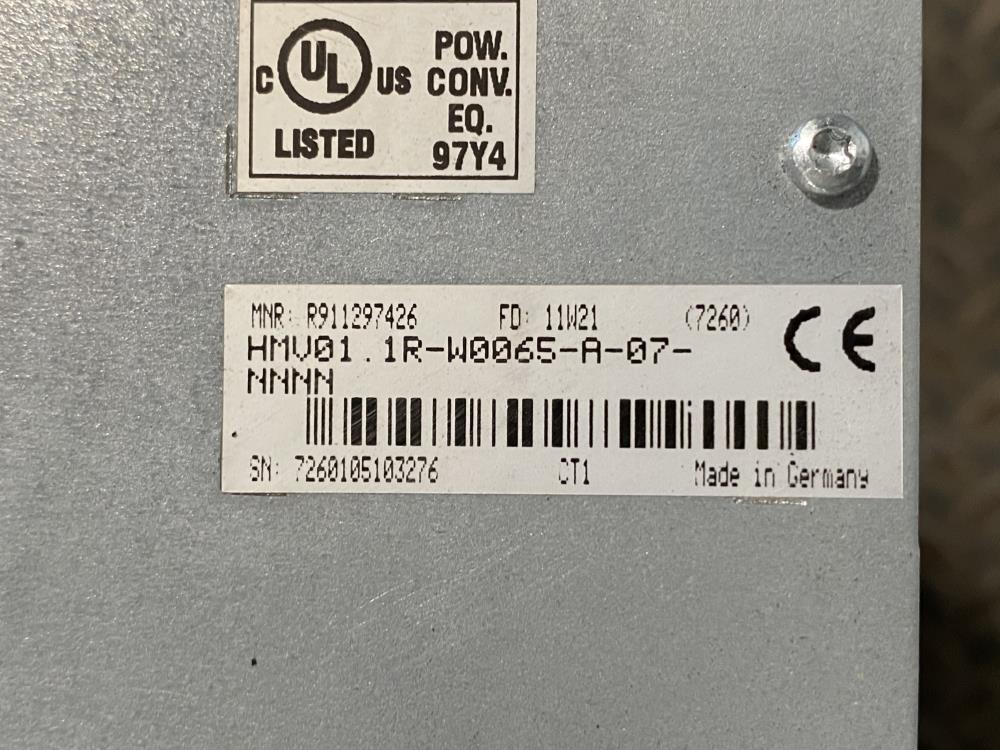 C UL US
POW.
CONV.
EQ.
LISTED
97Y4
MNR: R911297426 FD: 11W21 (7260)
HMV01.1R-W0065-A-07-
NNNN
CE
SN: 7260105103276 CT1 Made in Germany